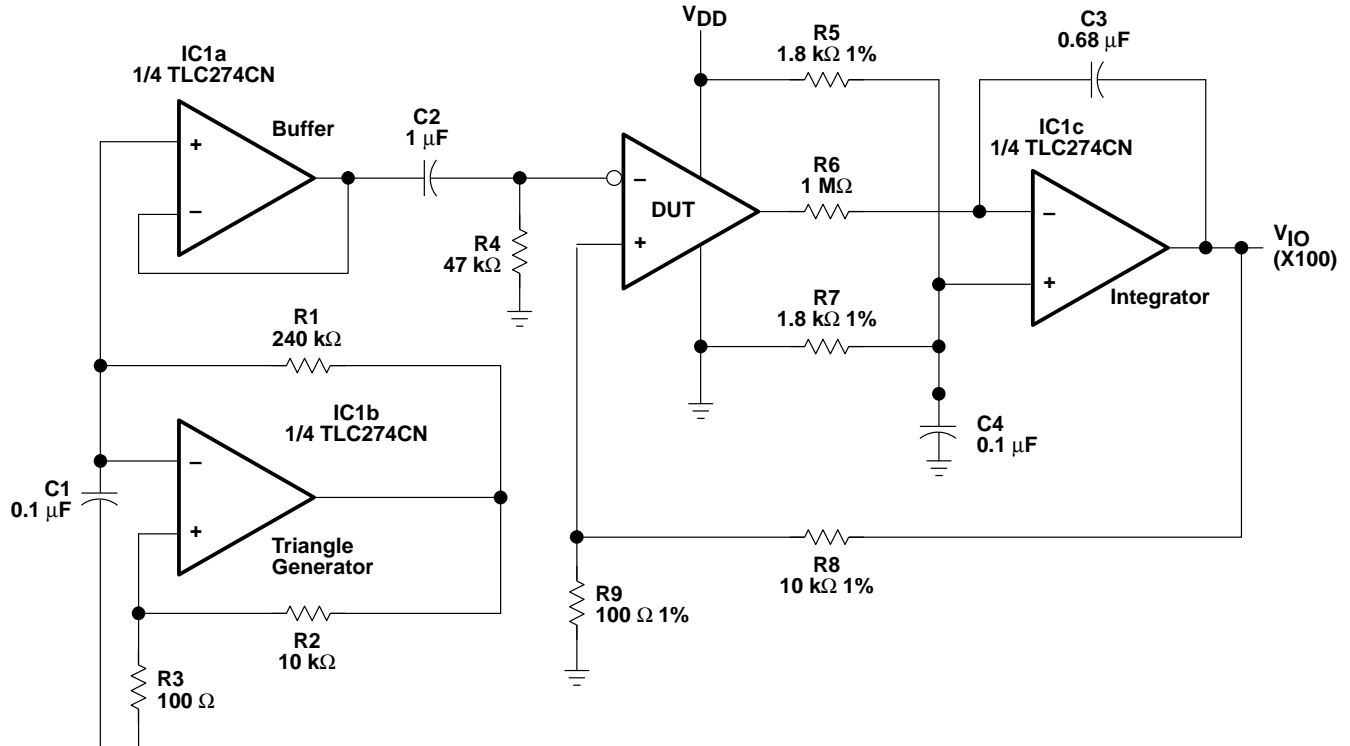 IC1a
1/4 TLC274CN
Buffer
+
−
C2
1 µF
R4
47 kΩ
VDD
DUT
−
+
R5
1.8 kΩ 1%
R6
1 MΩ
R7
1.8 kΩ 1%
C3
0.68 µF
IC1c
1/4 TLC274CN
−
+
Integrator
VIO
(X100)
C4
0.1 µF
R1
240 kΩ
IC1b
1/4 TLC274CN
−
+
C1
0.1 µF
Triangle
Generator
R2
10 kΩ
R3
100 Ω
R8
10 kΩ 1%
R9
100 Ω 1%